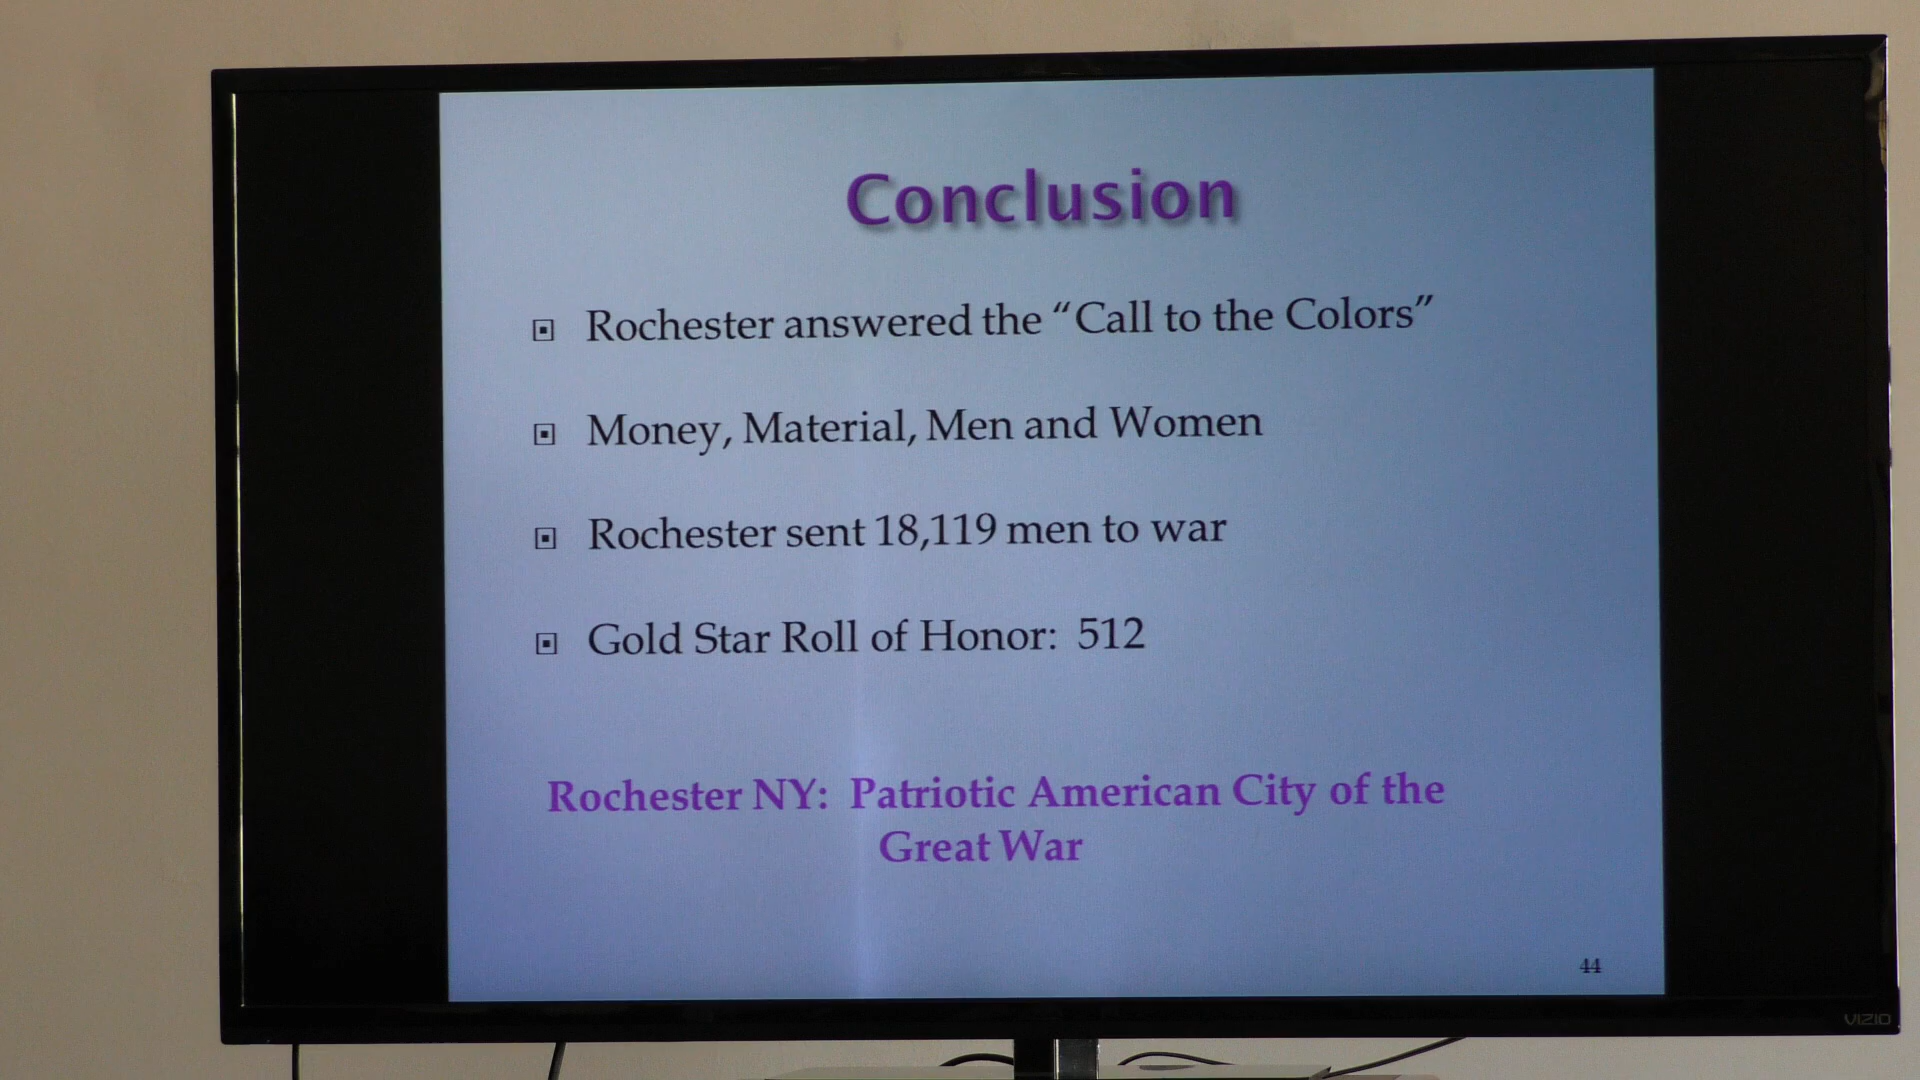 Conclusion
Rochester answered the “Call to the Colors”
Money, Material, Men and Women
Rochester sent 18,119 men to war
Gold Star Roll of Honor: 512
Rochester NY: Patriotic American City of the
Great War
44
VIZIO